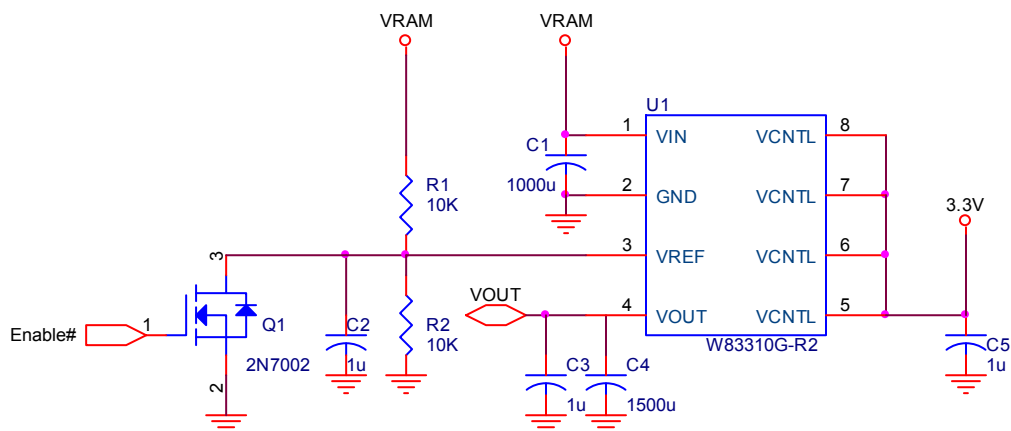 VRAM
VRAM
U1
1
VIN
VCNTL
8
C1
1000u
R1
10K
2
GND
VCNTL
7
3.3V
3
VREF
VCNTL
6
3
VOUT
4
VOUT
VCNTL
5
Enable#
1
Q1
2N7002
2
C2
1u
R2
10K
W83310G-R2
C3
1u
C4
1500u
C5
1u